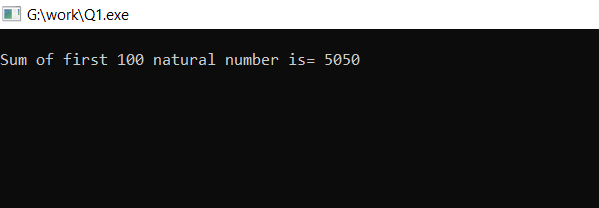 G:\work\Q1.exe
Sum of first 100 natural number is= 5050